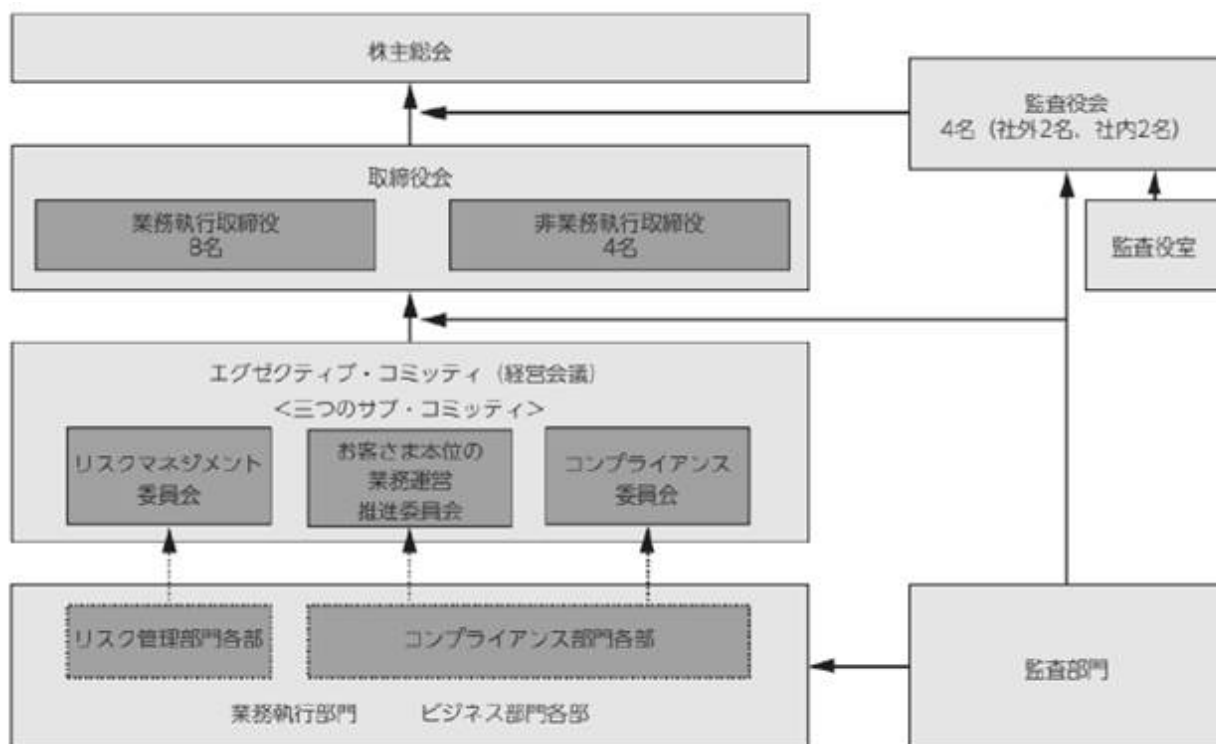 株主総会
監査役会
4名（社外2名、社内2名）
取締役会
業務執行取締役
8名
非業務執行取締役
4名
監査役室
エグゼクティブ・コミッティ（経営会議）
＜三つのサブ・コミッティ＞
リスクマネジメント
委員会
お客さま本位の
業務運営
推進委員会
コンプライアンス
委員会
リスク管理部門各部
コンプライアンス部門各部
監査部門
業務執行部門　ビジネス部門各部